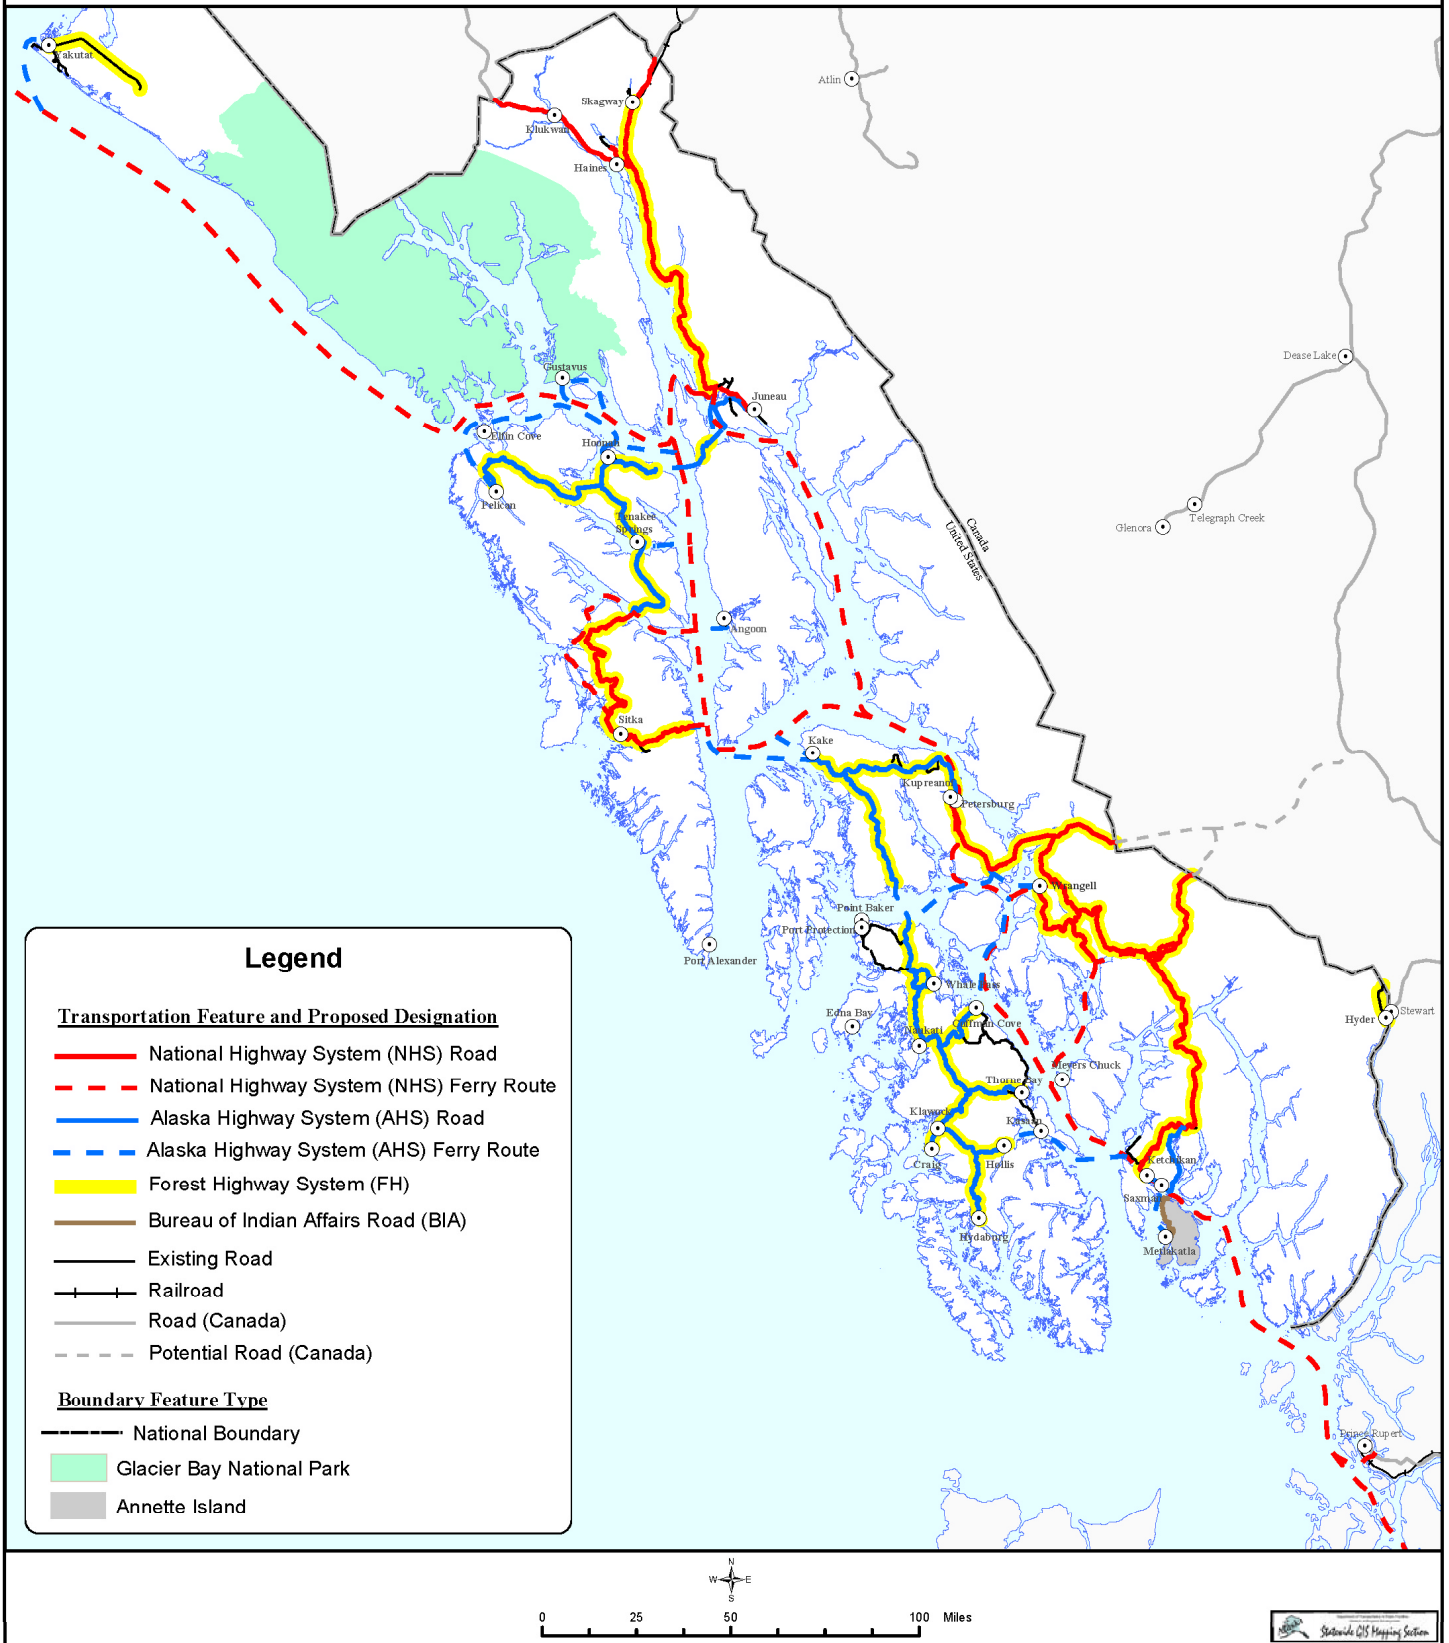 Yakutat
Skagway
Atlin
Klukwan
Haines
Dease Lake
Gustavus
Juneau
Elfin Cove
Hoonah
Pelican
Telegraph Creek
Glenora
Canada
United States
Tenakee
Springs
Angoon
Sitka
Kake
Kupreanof
Petersburg
Wrangell
Point Baker
Port Protection
Port Alexander
Whale Pass
Edna Bay
Coffman Cove
Naukati
Hyder
Stewart
Meyers Chuck
Thorne Bay
Klawock
Kasaan
Craig
Hollis
Ketchikan
Saxman
Hydaburg
Metlakatla
Prince Rupert
Legend
Transportation Feature and Proposed Designation
National Highway System (NHS) Road
National Highway System (NHS) Ferry Route
Alaska Highway System (AHS) Road
Alaska Highway System (AHS) Ferry Route
Forest Highway System (FH)
Bureau of Indian Affairs Road (BIA)
Existing Road
Railroad
Road (Canada)
Potential Road (Canada)
Boundary Feature Type
National Boundary
Glacier Bay National Park
Annette Island
N
W E
S
0 25 50 100 Miles
Statewide GIS Mapping Section